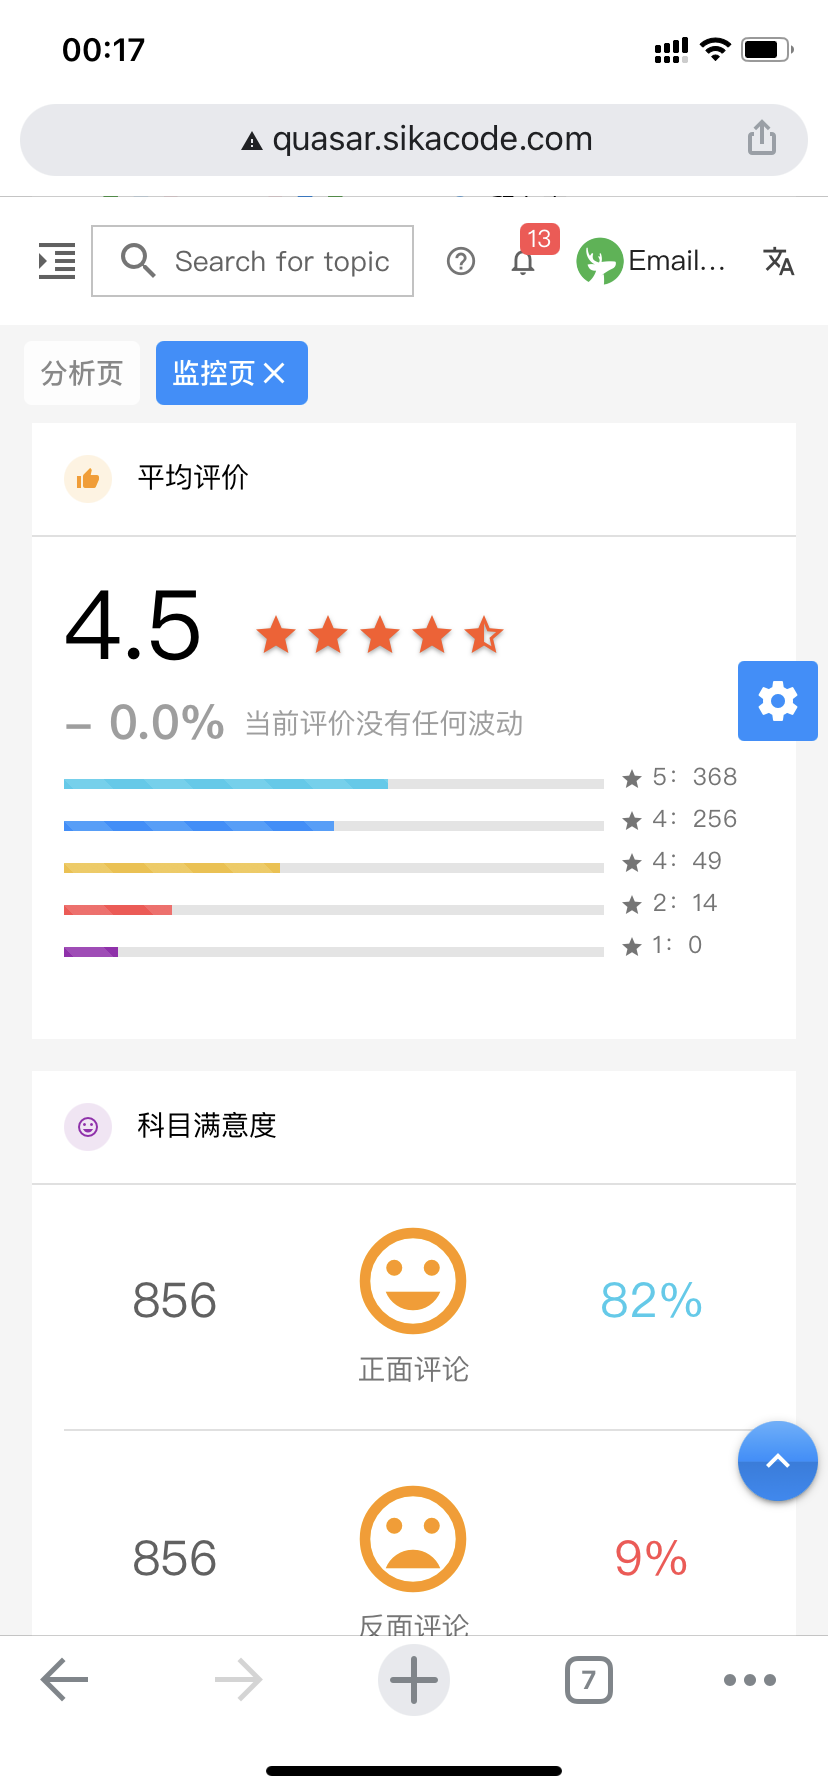 00:17
quasar.sikacode.com
Search for topic
13
Email...
分析页
监控页
平均评价
4.5
– 0.0% 当前评价没有任何波动
5: 368
4: 256
4: 49
2: 14
1: 0
科目满意度
856
82%
正面评论
856
9%
反面评论
7